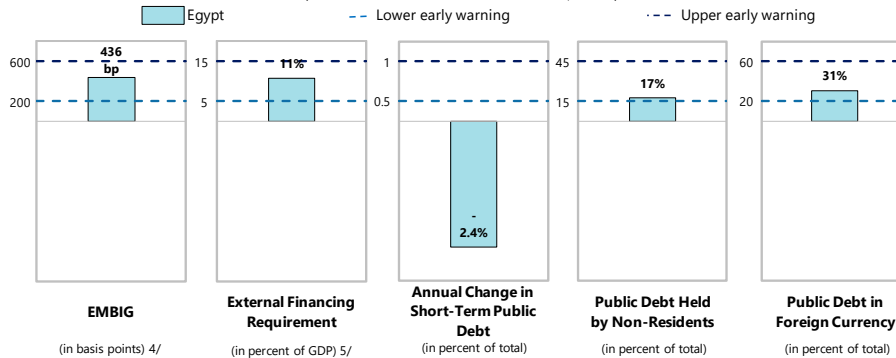 Egypt
Lower early warning
Upper early warning
600
200
436
bp
15
5
11%
1
0.5
-
2.4%
45
15
17%
60
20
31%
EMBIG
(in basis points) 4/
External Financing
Requirement
(in percent of GDP) 5/
Annual Change in
Short-Term Public
Debt
(in percent of total)
Public Debt Held
by Non-Residents
(in percent of total)
Public Debt in
Foreign Currency
(in percent of total)